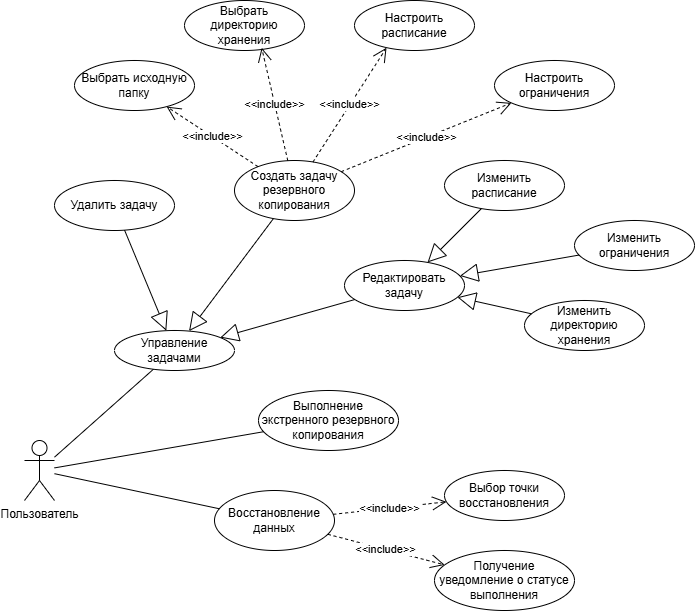 Выбрать
директорию
хранения
Настроить
расписание
Выбрать исходную
папку
Настроить
ограничения
<<include>>
<<include>>
<<include>>
<<include>>
Создать задачу
резервного
копирования
Изменить
расписание
Удалить задачу
Изменить
ограничения
Редактировать
задачу
Изменить
директорию
хранения
Управление
задачами
Выполнение
экстренного резервного
копирования
Пользователь
Восстановление
данных
<<include>>
Выбор точки
восстановления
<<include>>
Получение
уведомление о статусе
выполнения